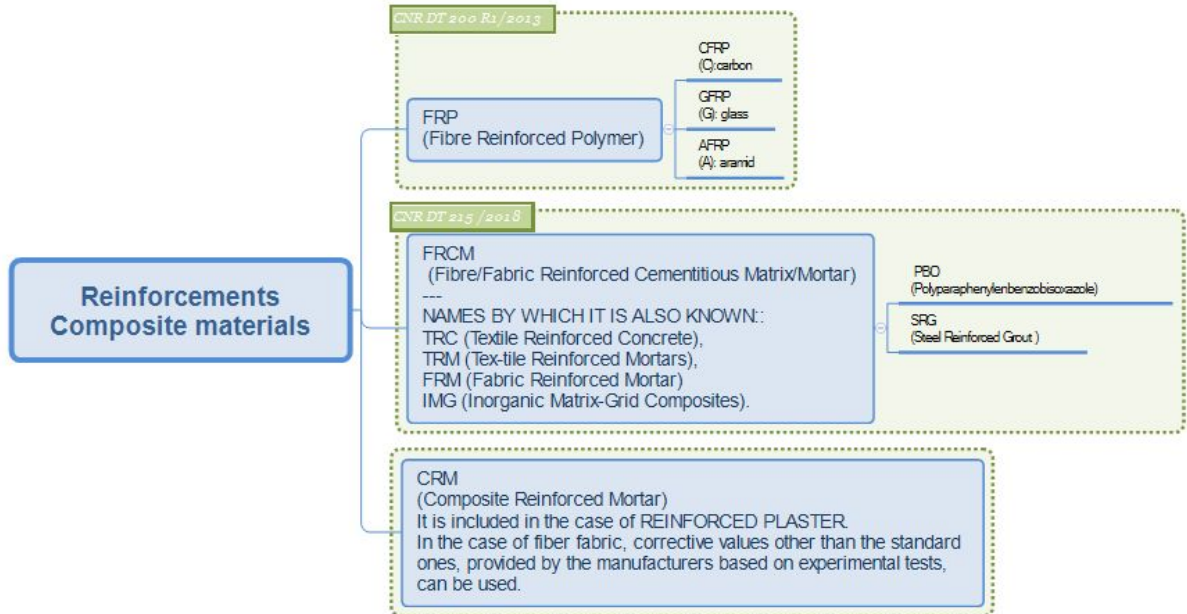 CNR DT 200 R1/2013
CFRP
(C):carbon
FRP
(Fibre Reinforced Polymer)
GFRP
(G): glass
AFRP
(A): aramid
CNR DT 215 /2018
FRCM
(Fibre/Fabric Reinforced Cementitious Matrix/Mortar)
---
NAMES BY WHICH IT IS ALSO KNOWN::
TRC (Textile Reinforced Concrete),
TRM (Tex-tile Reinforced Mortars),
FRM (Fabric Reinforced Mortar)
IMG (Inorganic Matrix-Grid Composites).
PBO
(Polyparaphenylenbenzobisoxazole)
SRG
(Steel Reinforced Grout )
Reinforcements
Composite materials
CRM
(Composite Reinforced Mortar)
It is included in the case of REINFORCED PLASTER.
In the case of fiber fabric, corrective values other than the standard
ones, provided by the manufacturers based on experimental tests,
can be used.